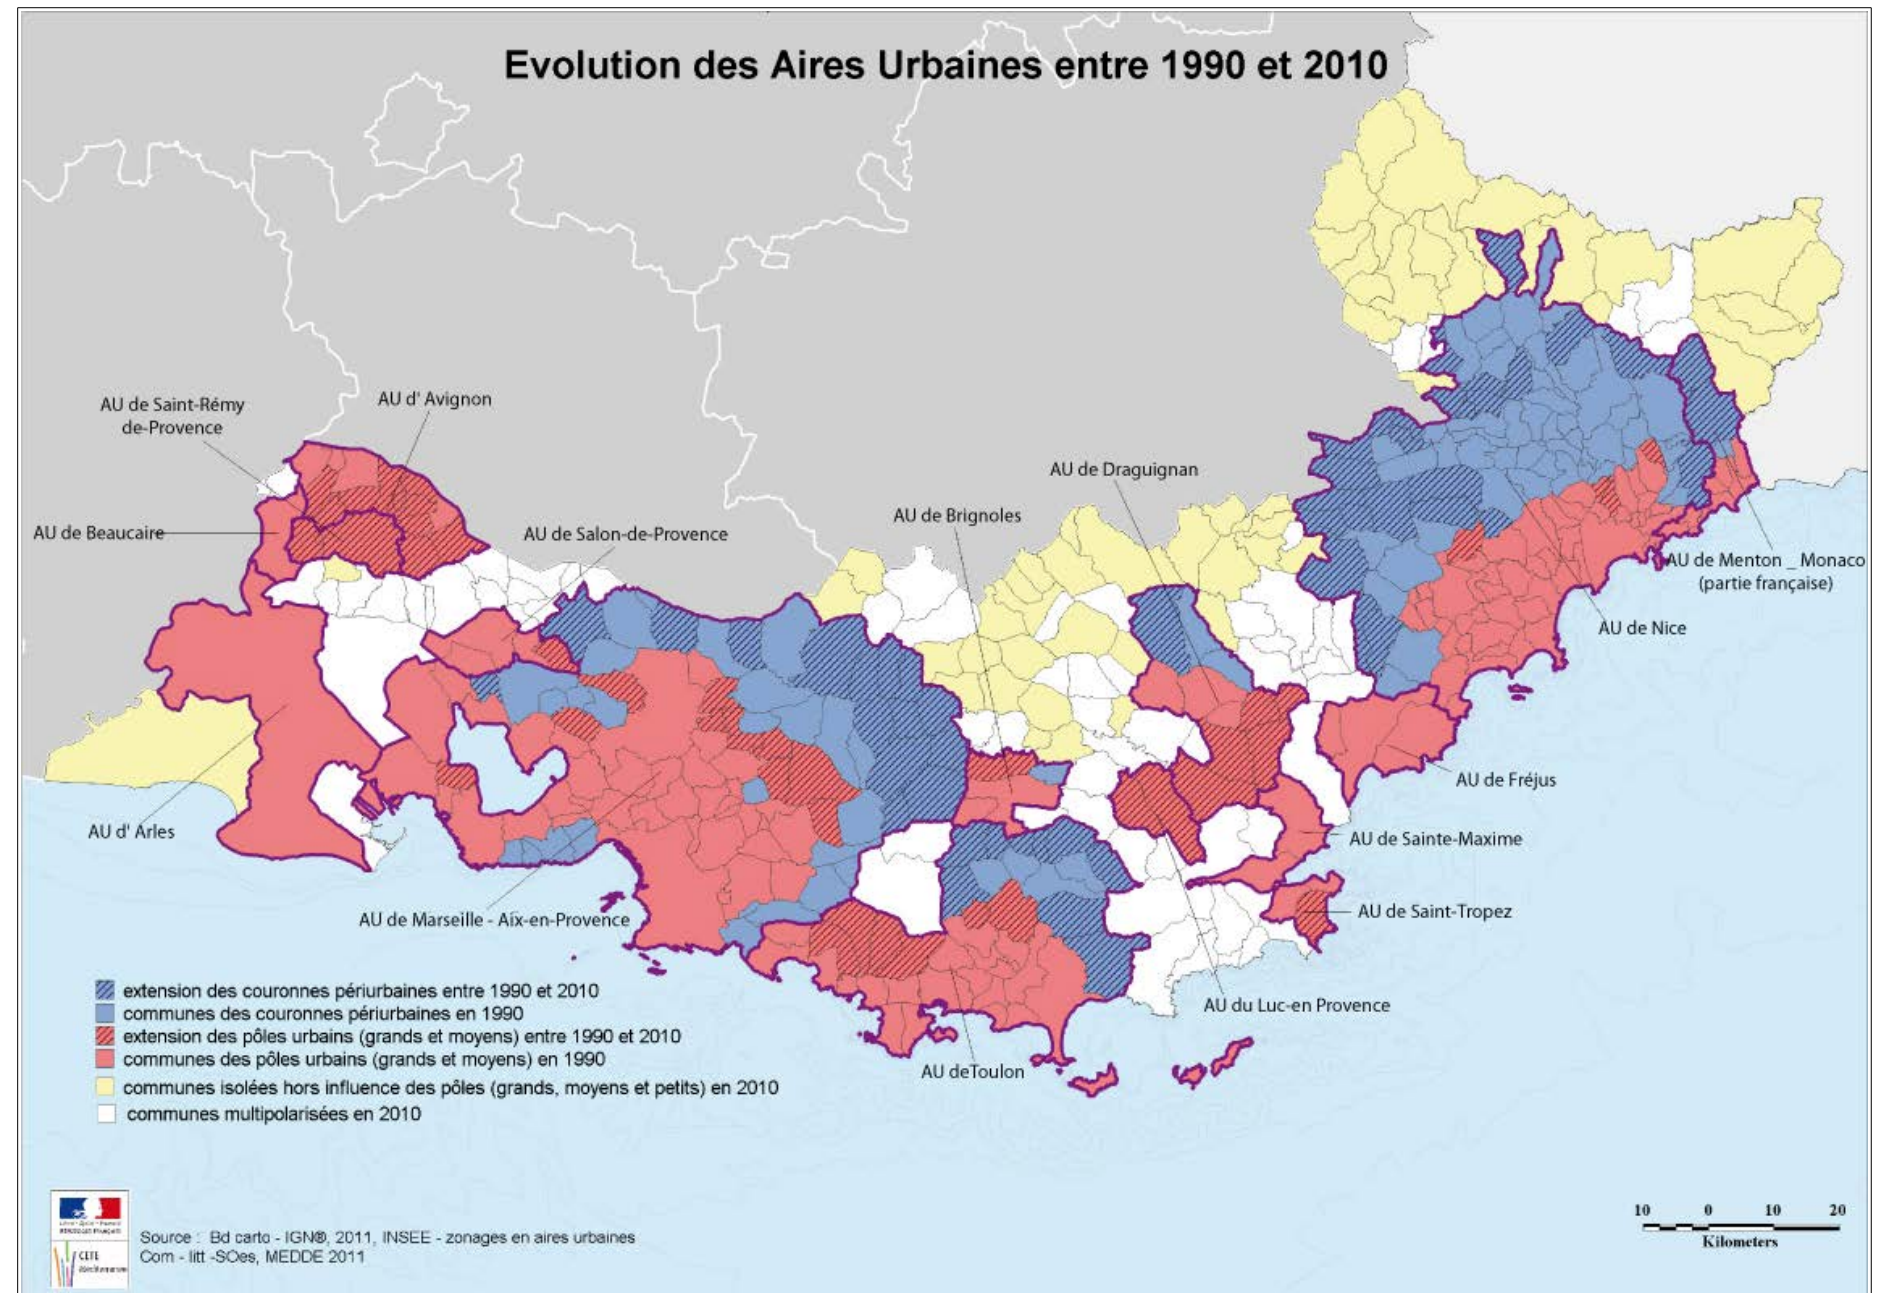 Evolution des Aires Urbaines entre 1990 et 2010
AU de Saint-Rémy
de-Provence
AU d' Avignon
AU de Beaucaire
AU de Salon-de-Provence
AU de Brignoles
AU de Draguignan
AU de Menton _ Monaco
(partie française)
AU de Nice
AU de Fréjus
AU d' Arles
AU de Sainte-Maxime
AU de Marseille - Aix-en-Provence
AU de Saint-Tropez
AU du Luc-en Provence
AU deToulon
extension des couronnes périurbaines entre 1990 et 2010
communes des couronnes périurbaines en 1990
extension des pôles urbains (grands et moyens) entre 1990 et 2010
communes des pôles urbains (grands et moyens) en 1990
communes isolées hors influence des pôles (grands, moyens et petits) en 2010
communes multipolarisées en 2010
CETE
Source : Bd carto - IGN®, 2011, INSEE - zonages en aires urbaines
Com - litt -SOes, MEDDE 2011
10 0 10 20
Kilometers